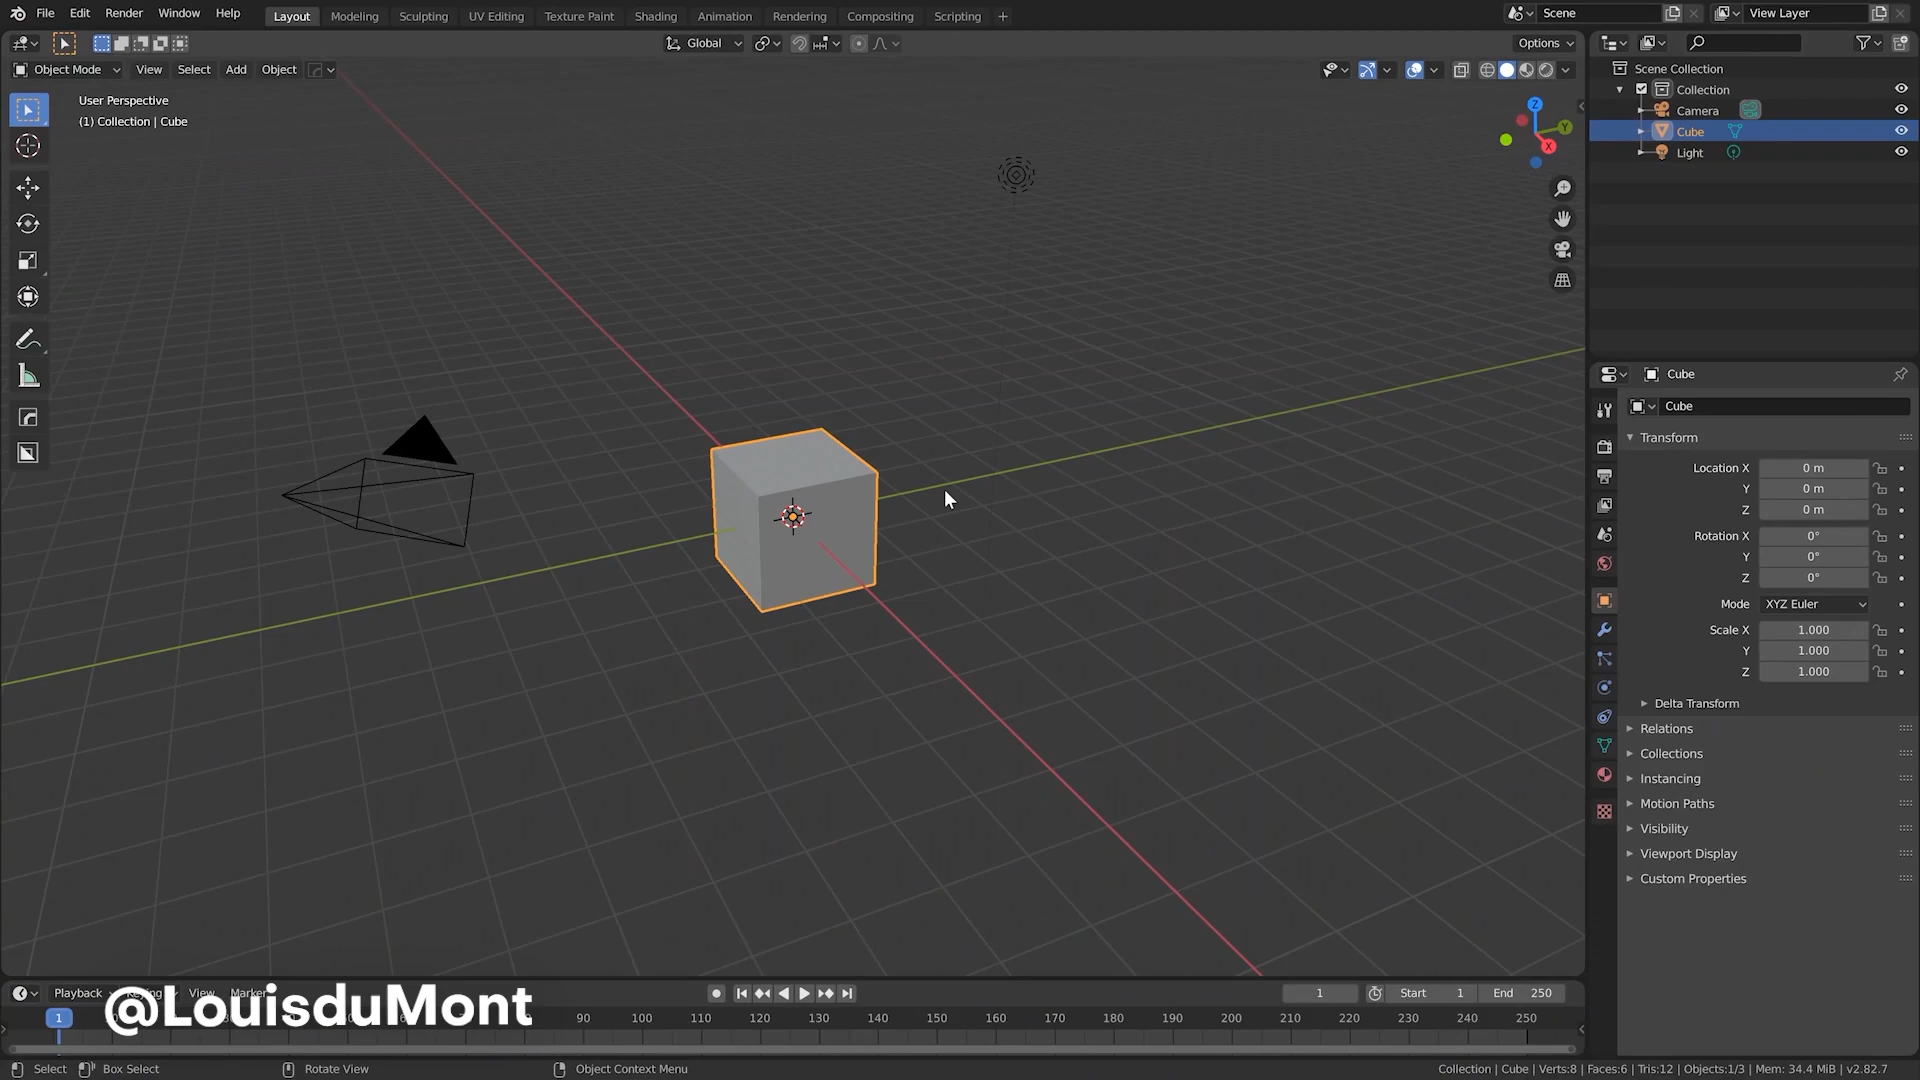 File Edit Render Window Help Layout Modeling Sculpting UV Editing Texture Paint Shading Animation Rendering Compositing Scripting + Scene View Layer
Global Options
Object Mode View Select Add Object
User Perspective
(1) Collection | Cube
Z
Y
X
Scene Collection
Collection
Camera
Cube
Light
Cube
Cube
Transform
Location X 0 m
Y 0 m
Z 0 m
Rotation X 0°
Y 0°
Z 0°
Mode XYZ Euler
Scale X 1.000
Y 1.000
Z 1.000
Delta Transform
Relations
Collections
Instancing
Motion Paths
Visibility
Viewport Display
Custom Properties
Playback Keying View Marker 1 Start 1 End 250
@LouisduMont
1 90 100 110 120 130 140 150 160 170 180 190 200 210 220 230 240 250
Select Box Select Rotate View Object Context Menu Collection | Cube | Verts:8 | Faces:6 | Tris:12 | Objects:1/3 | Mem: 34.4 MiB | v2.82.7